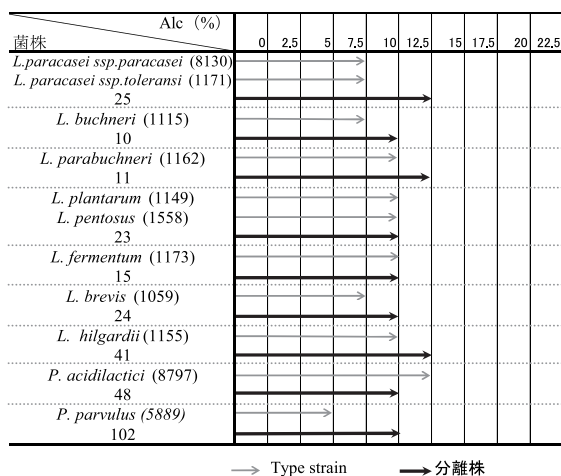 Alc (%)
菌株
0 2,5 5 7,5 10 12,5 15 17,5 20 22,5
L.paracasei ssp.paracasei (8130)
L. paracasei ssp.toleransi (1171)
25
L. buchneri (1115)
10
L. parabuchneri (1162)
11
L. plantarum (1149)
L. pentosus (1558)
23
L. fermentum (1173)
15
L. brevis (1059)
24
L. hilgardii (1155)
41
P. acidilactici (8797)
48
P. parvulus (5889)
102
Type strain 分離株